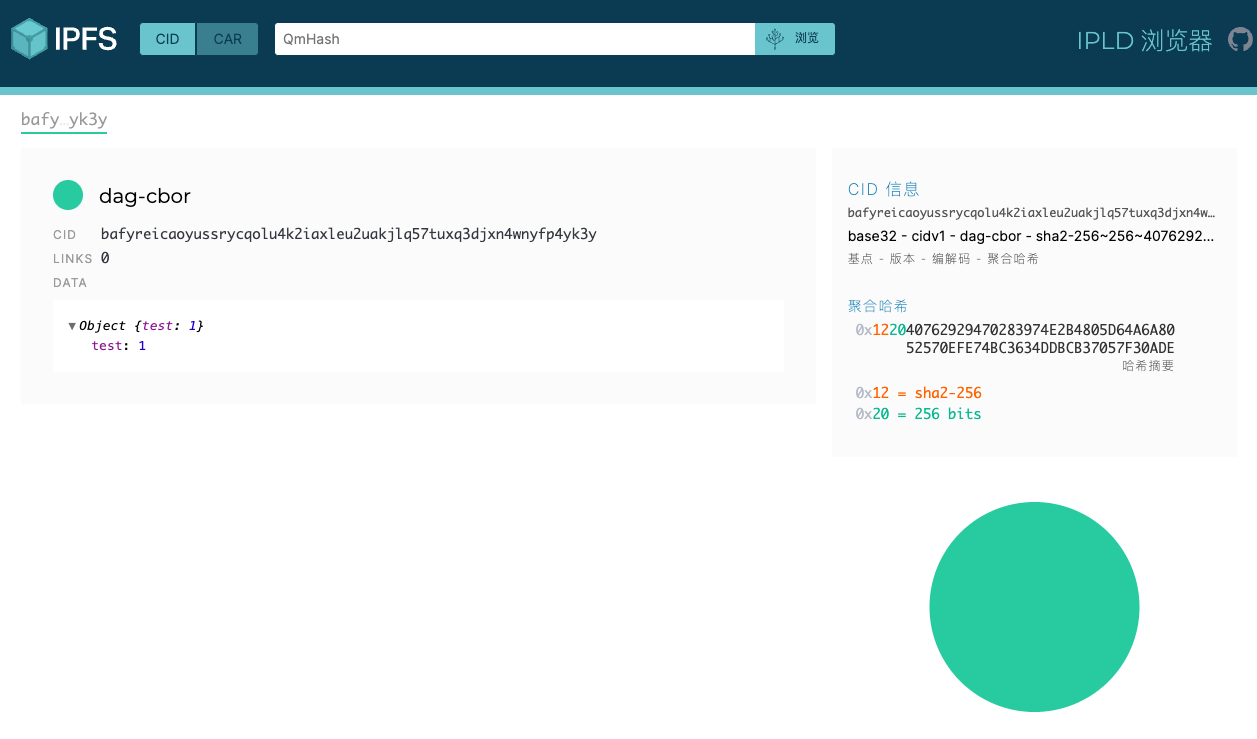 IPFS
CID
CAR
QmHash
浏览
IPLD 浏览器
bafy…yk3y
dag-cbor
CID bafyreicaoyussrycqolu4k2iaxleu2uakjlq57tuxq3djxn4wnyfp4yk3y
LINKS 0
DATA
▼Object {test: 1}
test: 1
CID 信息
bafyreicaoyussrycqolu4k2iaxleu2uakjlq57tuxq3djxn4w…
base32 - cidv1 - dag-cbor - sha2-256~256~4076292...
基点 - 版本 - 编解码 - 聚合哈希
聚合哈希
0x122040762929470283974E2B4805D64A6A80
52570EFE74BC3634DDBCB37057F30ADE
哈希摘要
0x12 = sha2-256
0x20 = 256 bits